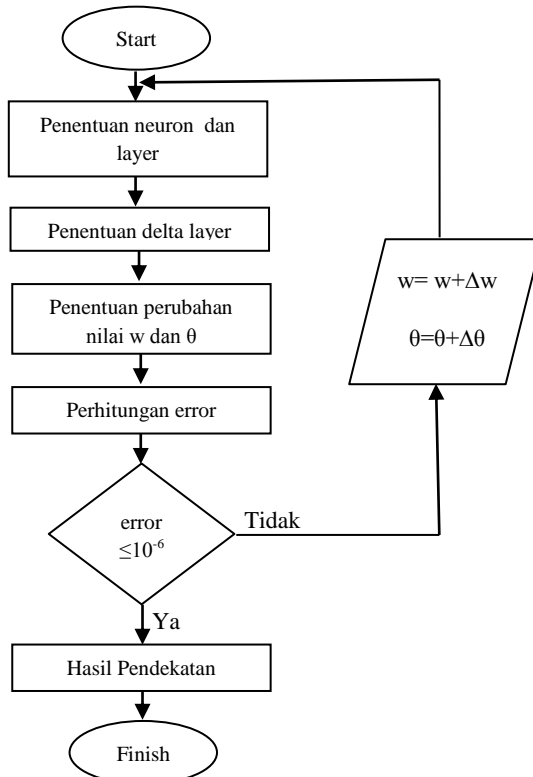 Start
Penentuan neuron dan
layer
Penentuan delta layer
Penentuan perubahan
nilai w dan θ
Perhitungan error
error
≤10⁻⁶
Tidak
w= w+Δw
θ=θ+Δθ
Ya
Hasil Pendekatan
Finish